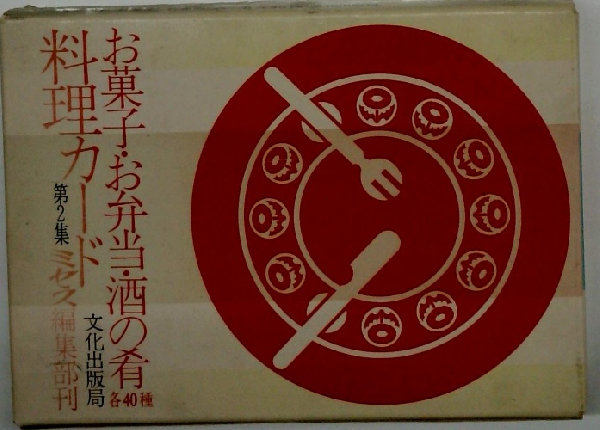 お菓子・お弁当・酒の肴
各40種
料理カード
第2集
ミセス編集部刊
文化出版局